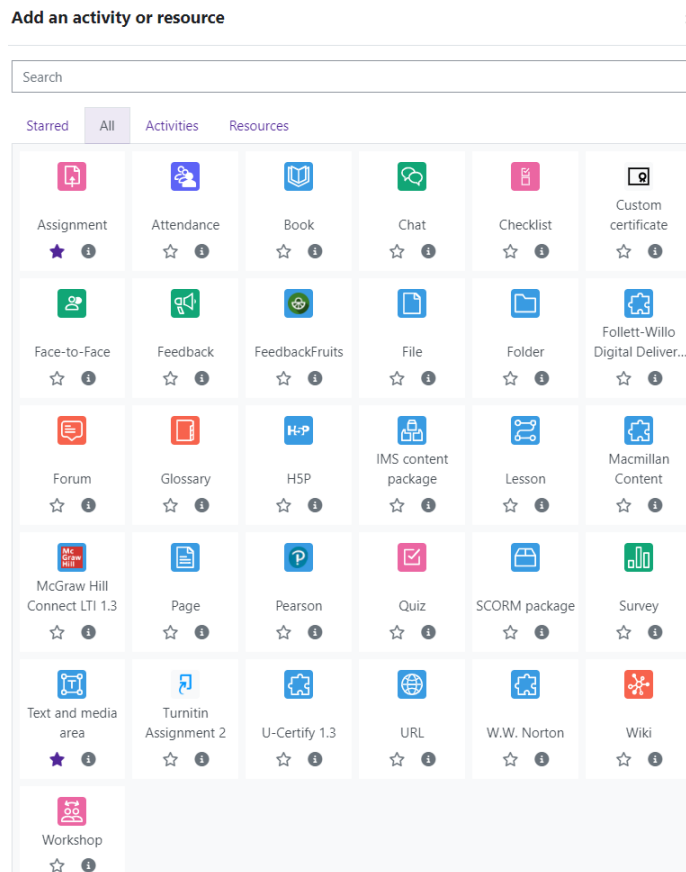 Add an activity or resource
Search
Starred All Activities Resources
Assignment Attendance Book Chat Checklist Custom certificate
Face-to-Face Feedback FeedbackFruits File Folder Follett-Willo Digital Deliver...
Forum Glossary H-P H5P IMS content package Lesson Macmillan Content
Mc Graw Hill McGraw Hill Connect LTI 1.3 Page Pearson Quiz SCORM package Survey
Text and media area Turnitin Assignment 2 U-Certify 1.3 URL W.W. Norton Wiki
Workshop